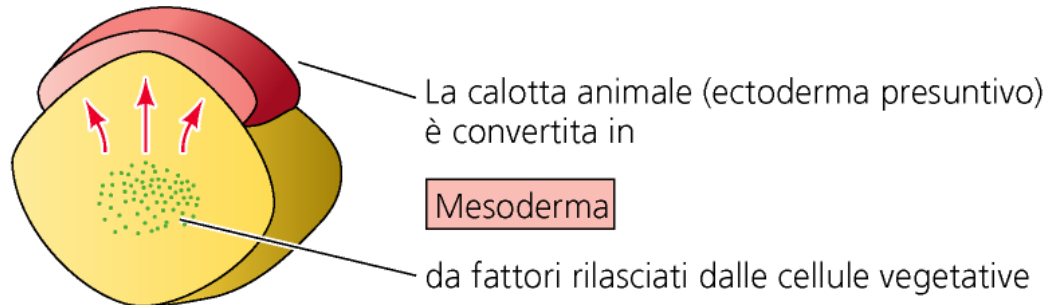 La calotta animale (ectoderma presuntivo)
è convertita in
Mesoderma
da fattori rilasciati dalle cellule vegetative